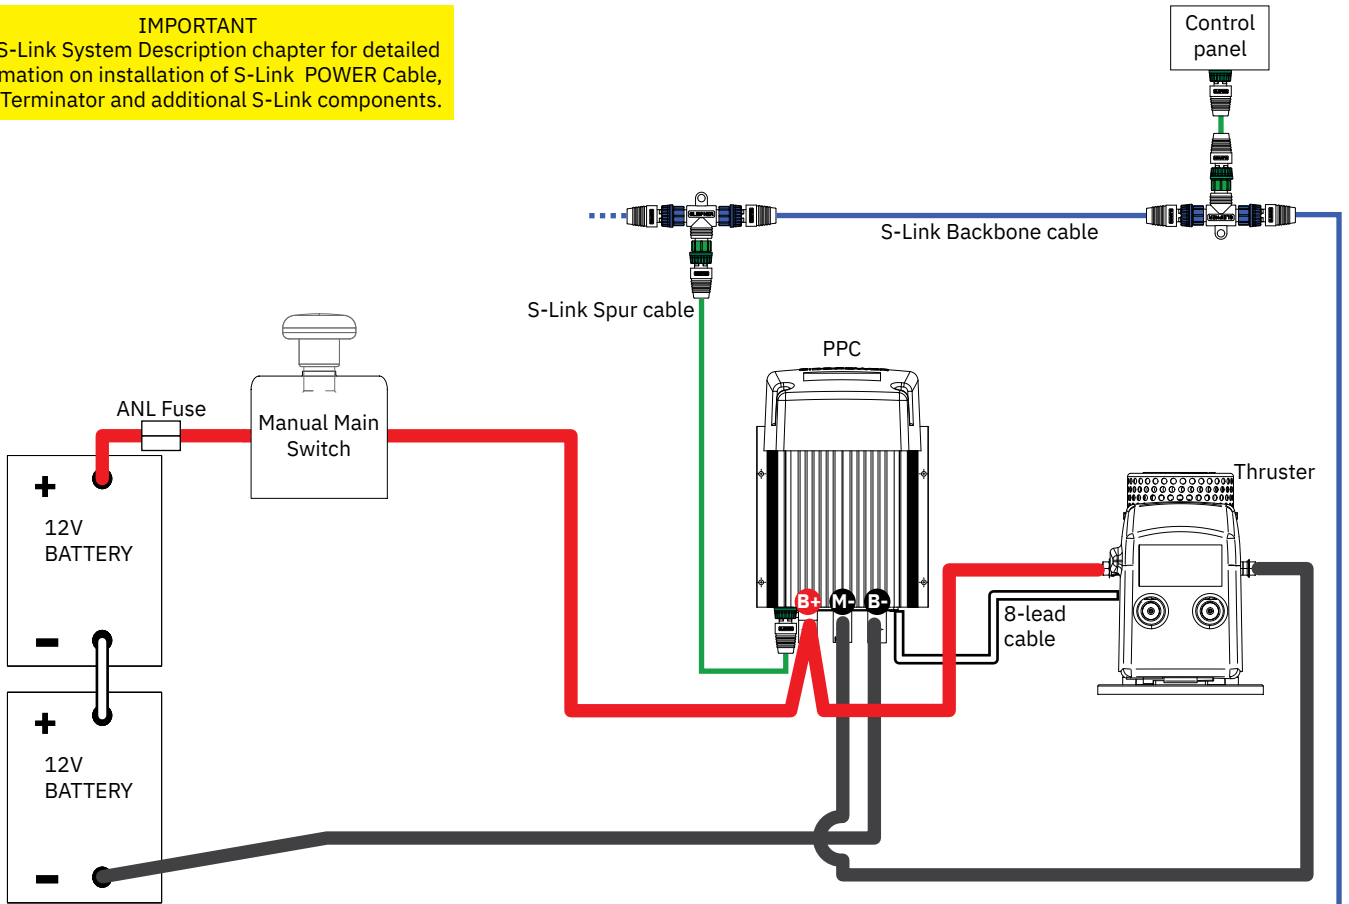 IMPORTANT
S-Link System Description chapter for detailed
mation on installation of S-Link POWER Cable,
Terminator and additional S-Link components.
Control
panel
S-Link Backbone cable
S-Link Spur cable
PPC
ANL Fuse
Manual Main
Switch
Thruster
+
12V
BATTERY
-
B+
M-
B-
8-lead
cable
+
12V
BATTERY
-